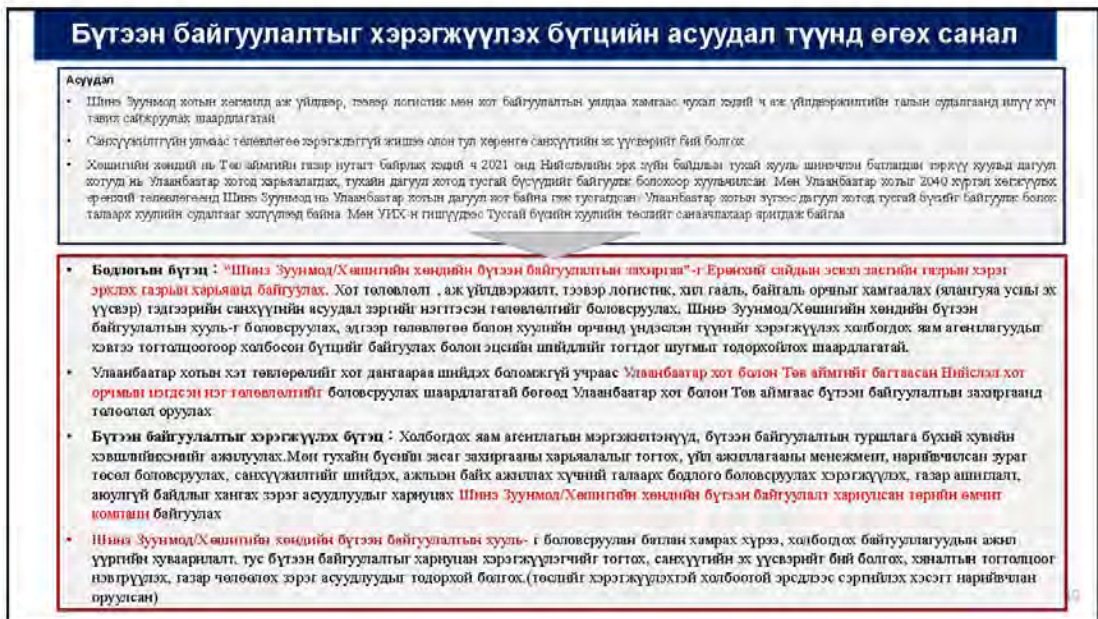 Бүтээн байгуулалтыг хэрэгжүүлэх бүтцийн асуудал түүнд өгөх санал
Асуудал
• Шинэ Зуунмод хотын хөгжилд аж үйлдвэр, тээвэр логистик мөн хот байгуулалтын уялдаа хамгаас чухал хэдий ч аж үйлдвэржилтийн талын судалгаанд илүү хүч
тавих сайжруулах шаардлагатай
• Санхүүжилтгүйн улмаас төлөвлөгөө хэрэгждэггүй жишээ олон тул хөрөнгө санхүүгийн эх үүсвэрийг бий болгох
• Хөшигийн хөндий нь Төв аймгийн газар нутагт байрлах хэдий ч 2021 онд Нийслэлийн эрх зүйн байдлын тухай хууль шинэчлэн батлагдан тэрхүү хуульд дагуул
хотууд нь Улаанбаатар хотод харьяалагдах, тухайн дагуул хотод тусгай бүсүүдийг байгуулж болохоор хуульчилсан. Мөн Улаанбаатар хотыг 2040 хүртэл хөгжүүлэх
ерөнхий төлөвлөгөөнд Шинэ Зуунмод нь Улаанбаатар хотын дагуул хот байна гэж тусгагдсан. Улаанбаатар хотын зүгээс дагуул хотод тусгай бүсийг байгуулж болох
талаарх хуулийн судалгааг эхлүүлээд байна. Мөн УИХ-н гишүүдээс Тусгай бүсийн хуулийн төслийг санаачлахаар яригдаж байгаа
• Бодлогын бүтэц : "Шинэ Зуунмод/Хөшигийн хөндийн бүтээн байгуулалтын захиргаа"-г Ерөнхий сайдын эсвэл засгийн газрын хэрэг
эрхлэх газрын харьяанд байгуулах. Хот төлөвлөлт , аж үйлдвэржилт, тээвэр логистик, хил гааль, байгаль орчныг хамгаалах (ялангуяа усны эх
үүсвэр) тэдгээрийн санхүүгийн асуудал зэргийг нэгтгэсэн төлөвлөлтийг боловсруулах, Шинэ Зуунмод/Хөшигийн хөндийн бүтээн
байгуулалтын хууль-г боловсруулах, эдгээр төлөвлөгөө болон хуулийн орчинд үндэслэн түүнийг хэрэгжүүлэх холбогдох яам агентлагуудыг
хэвтээ тогтолцоогоор холбосон бүтцийг байгуулах болон эцсийн шийдлийг тогтдог шугмыг тодорхойлох шаардлагатай.
• Улаанбаатар хотын хэт төвлөрөлийг хот дангаараа шийдэх боломжгүй учраас Улаанбаатар хот болон Төв аймгийг багтаасан Нийслэл хот
орчмын нэгдсэн нэг төлөвлөлтийг боловсруулах шаардлагатай бөгөөд Улаанбаатар хот болон Төв аймгаас бүтээн байгуулалтын захиргаанд
төлөөлөл оруулах
• Бүтээн байгуулалтыг хэрэгжүүлэх бүтэц : Холбогдох яам агентлагын мэргэжилтэнүүд, бүтээн байгуулалтын туршлага бүхий хувийн
хэвшлийнхэнийг ажилуулах.Мөн тухайн бүсийн засаг захиргааны харьяалалыг тогтох, үйл ажиллагааны менежмент, нарийвчилсан зураг
төсөл боловсруулах, санхүүжилтийг шийдэх, ажлын байх ажиллах хүчний талаарх бодлого боловсруулах хэрэгжүүлэх, газар ашиглалт,
аюулгүй байдлыг хангах зэрэг асуудлуудыг хариуцах Шинэ Зуунмод/Хөшигийн хөндийн бүтээн байгуулалт хариуцсан төрийн өмчит
компани байгуулах
• Шинэ Зуунмод/Хөшигийн хөндийн бүтээн байгуулалтын хууль- г боловсруулан батлан хамрах хүрээ, холбогдох байгууллагуудын ажил
үүргийн хуваарилалт, тус бүтээн байгуулалтыг хариуцан хэрэгжүүлэгчийг тогтох, санхүүгийн эх үүсвэрийг бий болгох, хяналтын тогтолцоог
нэвтрүүлэх, газар чөлөөлөх зэрэг асуудлуудыг тодорхой болгох.(төслийг хэрэгжүүлэхтэй холбоотой эрсдлээс сэргийлэх хэсэгт нарийвчлан
оруулсан)